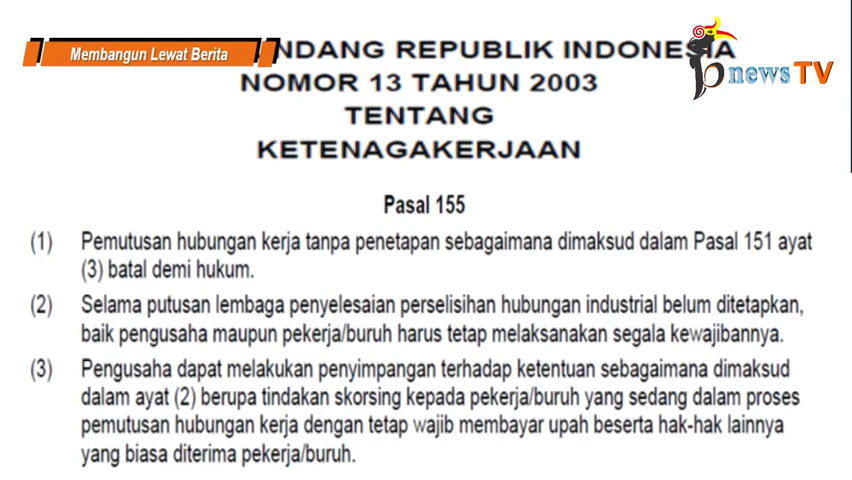 Membangun Lewat Berita
NDANG REPUBLIK INDONESIA
NOMOR 13 TAHUN 2003
TENTANG
KETENAGAKERJAAN
pnewsTV
Pasal 155
(1) Pemutusan hubungan kerja tanpa penetapan sebagaimana dimaksud dalam Pasal 151 ayat
(3) batal demi hukum.
(2) Selama putusan lembaga penyelesaian perselisihan hubungan industrial belum ditetapkan,
baik pengusaha maupun pekerja/buruh harus tetap melaksanakan segala kewajibannya.
(3) Pengusaha dapat melakukan penyimpangan terhadap ketentuan sebagaimana dimaksud
dalam ayat (2) berupa tindakan skorsing kepada pekerja/buruh yang sedang dalam proses
pemutusan hubungan kerja dengan tetap wajib membayar upah beserta hak-hak lainnya
yang biasa diterima pekerja/buruh.